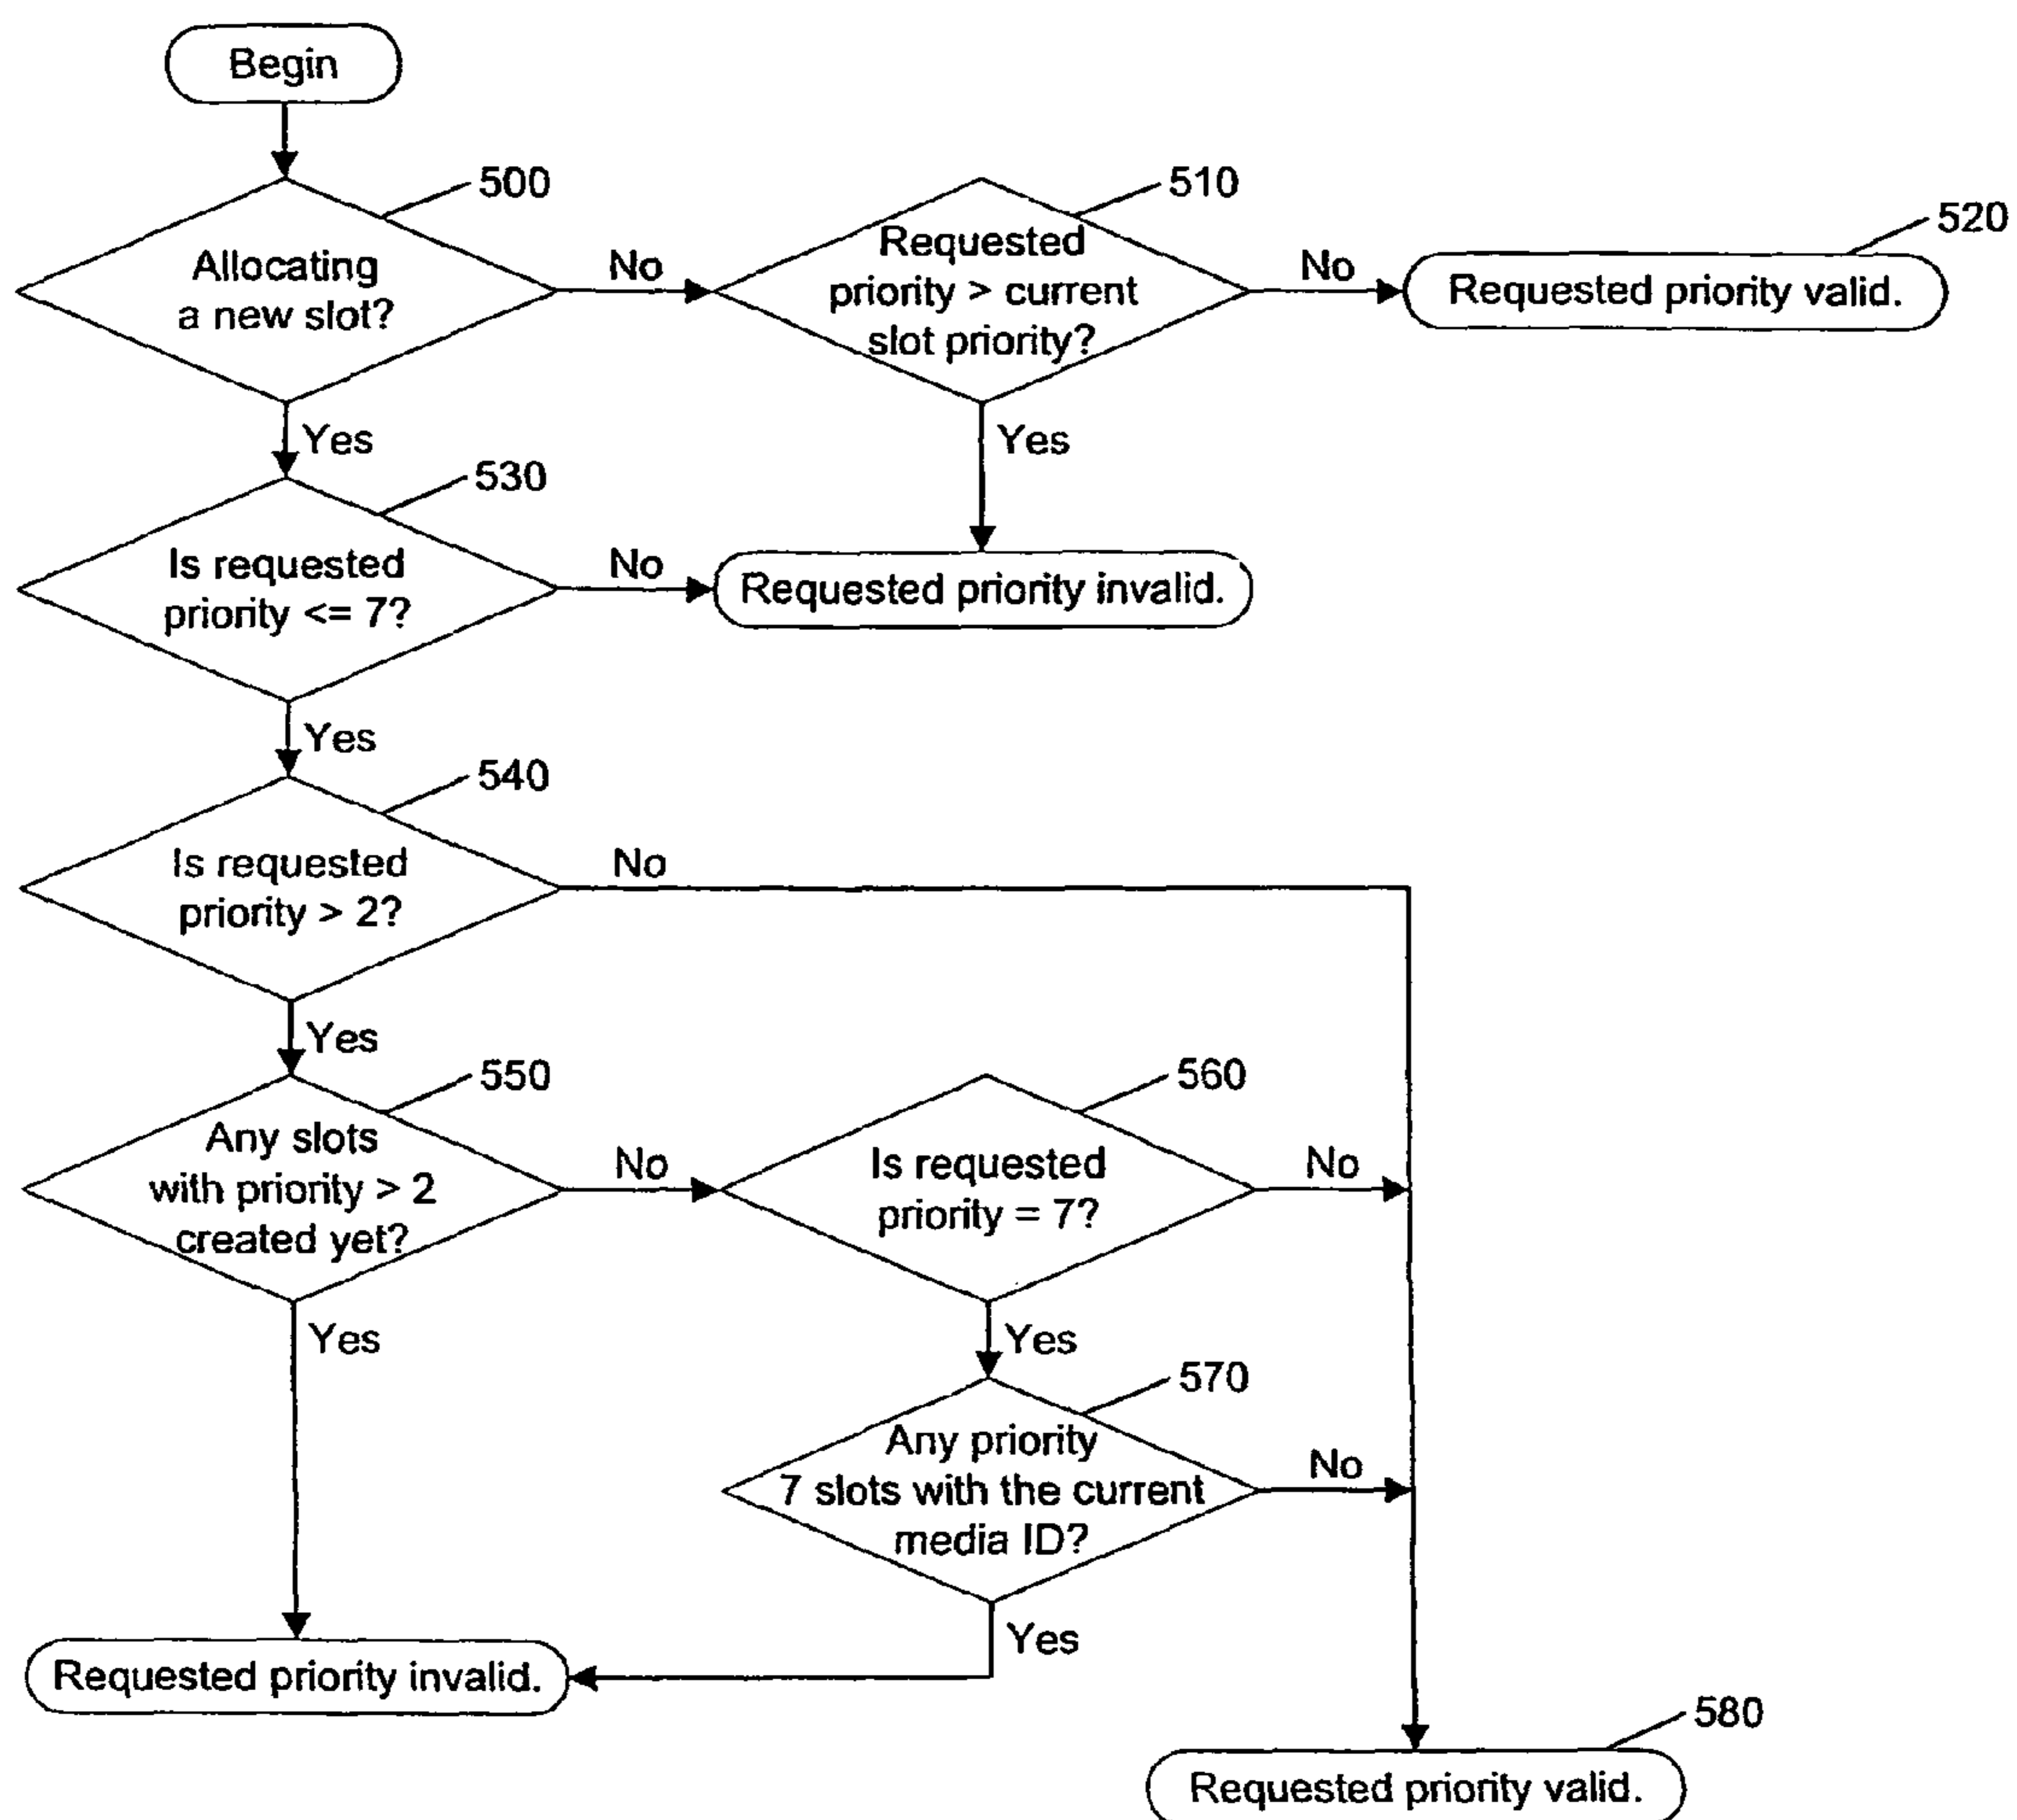 Begin
500
Allocating
a new slot?
No
Yes
510
Requested
priority > current
slot priority?
No
Yes
520
Requested priority valid.
530
Is requested
priority <= 7?
No
Yes
Requested priority invalid.
540
Is requested
priority > 2?
No
Yes
550
Any slots
with priority > 2
created yet?
No
Yes
560
Is requested
priority = 7?
No
Yes
570
Any priority
7 slots with the current
media ID?
No
Yes
Requested priority invalid.
580
Requested priority valid.